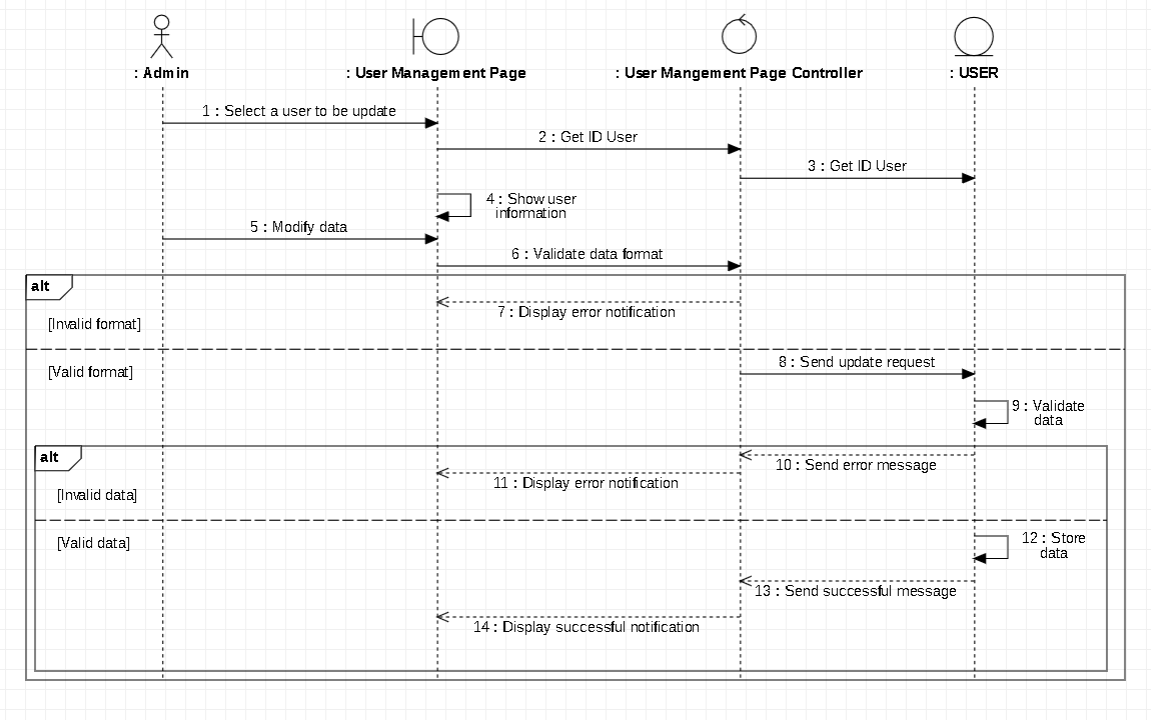 : Admin
: User Management Page
: User Mangement Page Controller
: USER
1 : Select a user to be update
2 : Get ID User
3 : Get ID User
4 : Show user
information
5 : Modify data
6 : Validate data format
alt
7 : Display error notification
[Invalid format]
8 : Send update request
[Valid format]
9 : Validate
data
alt
10 : Send error message
11 : Display error notification
[Invalid data]
12 : Store
data
[Valid data]
13 : Send successful message
14 : Display successful notification